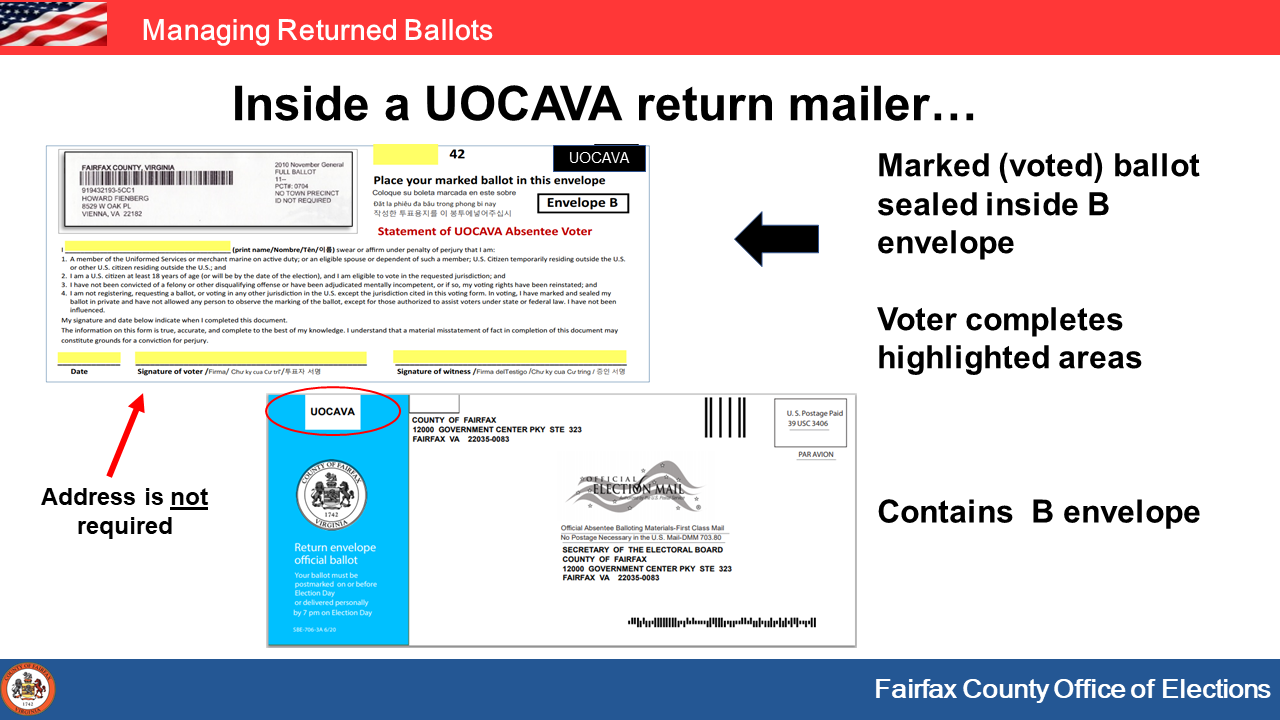 Managing Returned Ballots
Inside a UOCAVA return mailer…
FAIRFAX COUNTY, VIRGINIA
919432193-5CC1
HOWARD FIENBERG
8529 W OAK PL
VIENNA, VA 22182
2010 November General
FULL BALLOT
11--
PCT#: 0704
NO TOWN PRECINCT
ID NOT REQUIRED
42
UOCAVA
Place your marked ballot in this envelope
Coloque su boleta marcada en este sobre
Đặt la phiếu đa bầu trong phong bi nay
작성한 투표용지를 이 봉투에넣어주십시
Envelope B
Statement of UOCAVA Absentee Voter
I (print name/Nombre/Tên/이름) swear or affirm under penalty of perjury that I am:
1. A member of the Uniformed Services or merchant marine on active duty; or an eligible spouse or dependent of such a member; U.S. Citizen temporarily residing outside the U.S.
or other U.S. citizen residing outside the U.S.; and
2. I am a U.S. citizen at least 18 years of age (or will be by the date of the election), and I am eligible to vote in the requested jurisdiction; and
3. I have not been convicted of a felony or other disqualifying offense or have been adjudicated mentally incompetent, or if so, my voting rights have been reinstated; and
4. I am not registering, requesting a ballot, or voting in any other jurisdiction in the U.S. except the jurisdiction cited in this voting form. In voting, I have marked and sealed my
ballot in private and have not allowed any person to observe the marking of the ballot, except for those authorized to assist voters under state or federal law. I have not been
influenced.
My signature and date below indicate when I completed this document.
The information on this form is true, accurate, and complete to the best of my knowledge. I understand that a material misstatement of fact in completion of this document may
constitute grounds for a conviction for perjury.
Date
Signature of voter /Firma/ Chư ky cua Cư tri/투표자 서명
Signature of witness /Firma delTestigo /Chư ky cua Cư tring / 증인 서명
Marked (voted) ballot
sealed inside B
envelope
Voter completes
highlighted areas
Address is not
required
UOCAVA
COUNTY OF FAIRFAX
VIRGINIA
1742
Return envelope
official ballot
Your ballot must be
postmarked on or before
Election Day
or delivered personally
by 7 pm on Election Day
SBE-706-3A 6/20
COUNTY OF FAIRFAX
12000 GOVERNMENT CENTER PKY STE 323
FAIRFAX VA 22035-0083
U. S. Postage Paid
39 USC 3406
PAR AVION
OFFICIAL
ELECTION MAIL
Official Absentee Balloting Materials-First Class Mail
No Postage Necessary in the U.S. Mail-DMM 703.80
SECRETARY OF THE ELECTORAL BOARD
COUNTY OF FAIRFAX
12000 GOVERNMENT CENTER PKY STE 323
FAIRFAX VA 22035-0083
Contains B envelope
COUNTY OF FAIRFAX
VIRGINIA
1742
Fairfax County Office of Elections